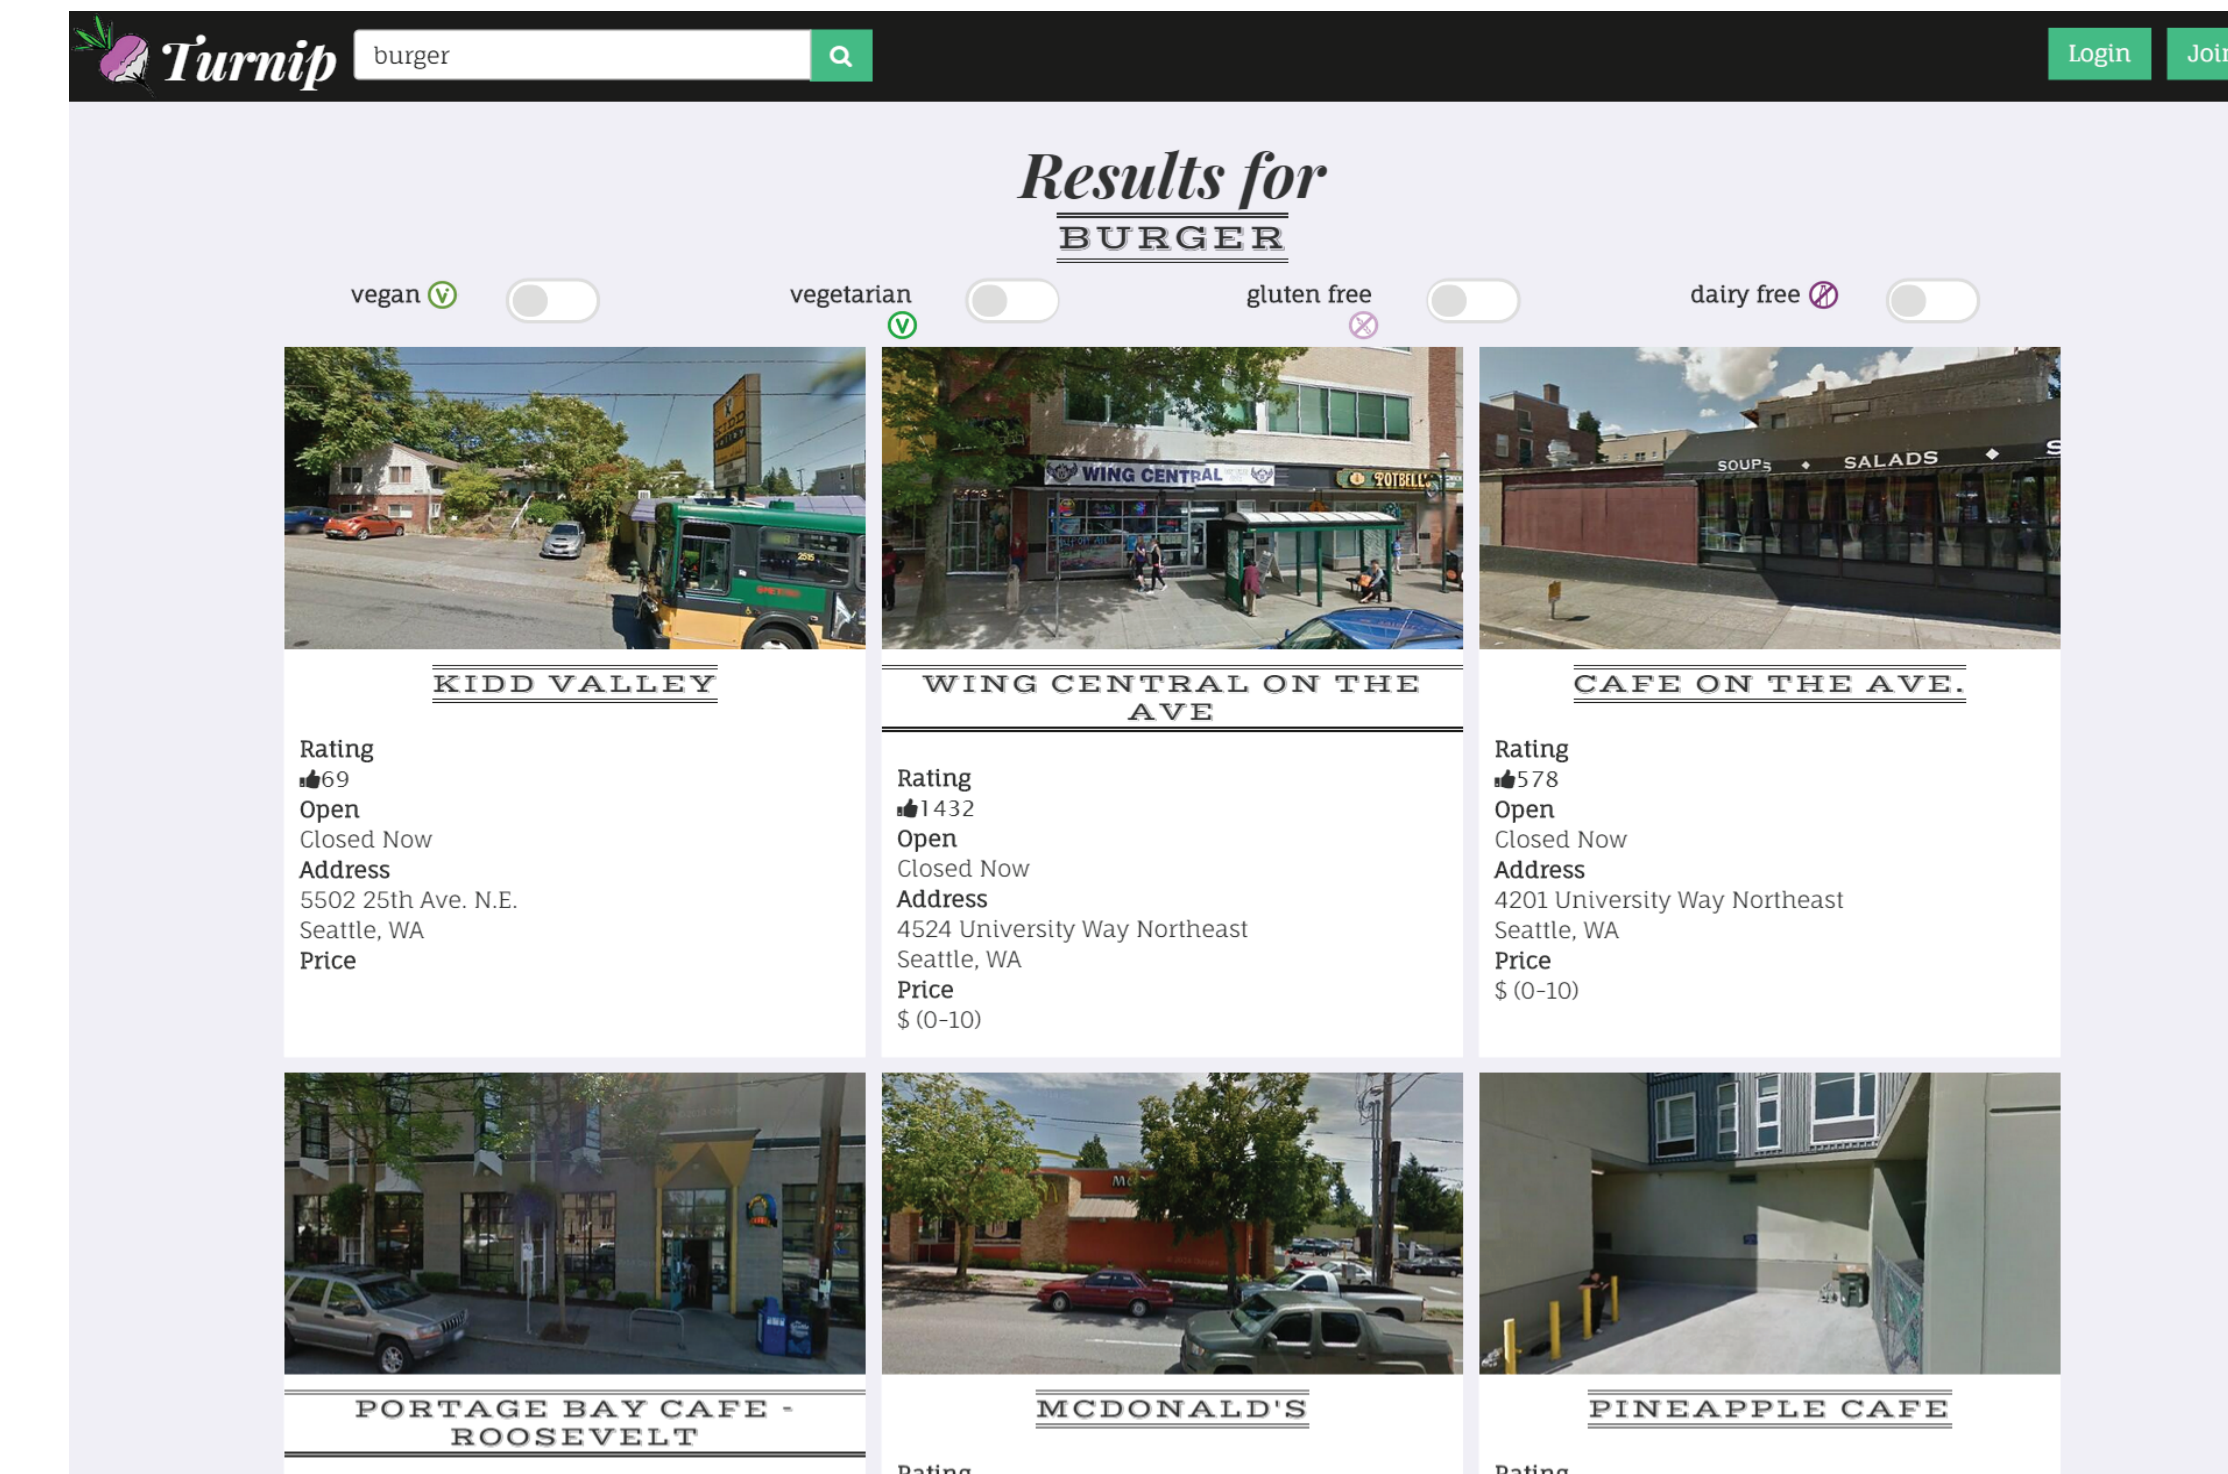 Turnip
burger
Login
Join
Results for
BURGER
vegan
vegetarian
gluten free
dairy free
WING CENTRAL
POTBELLY
SOUPS ◆ SALADS ◆ S
2515
METRO
KIDD VALLEY
WING CENTRAL ON THE
AVE
CAFE ON THE AVE.
Rating
69
Open
Closed Now
Address
5502 25th Ave. N.E.
Seattle, WA
Price
Rating
1432
Open
Closed Now
Address
4524 University Way Northeast
Seattle, WA
Price
$ (0-10)
Rating
578
Open
Closed Now
Address
4201 University Way Northeast
Seattle, WA
Price
$ (0-10)
PORTAGE BAY CAFE -
ROOSEVELT
MCDONALD'S
PINEAPPLE CAFE
Rating
Rating